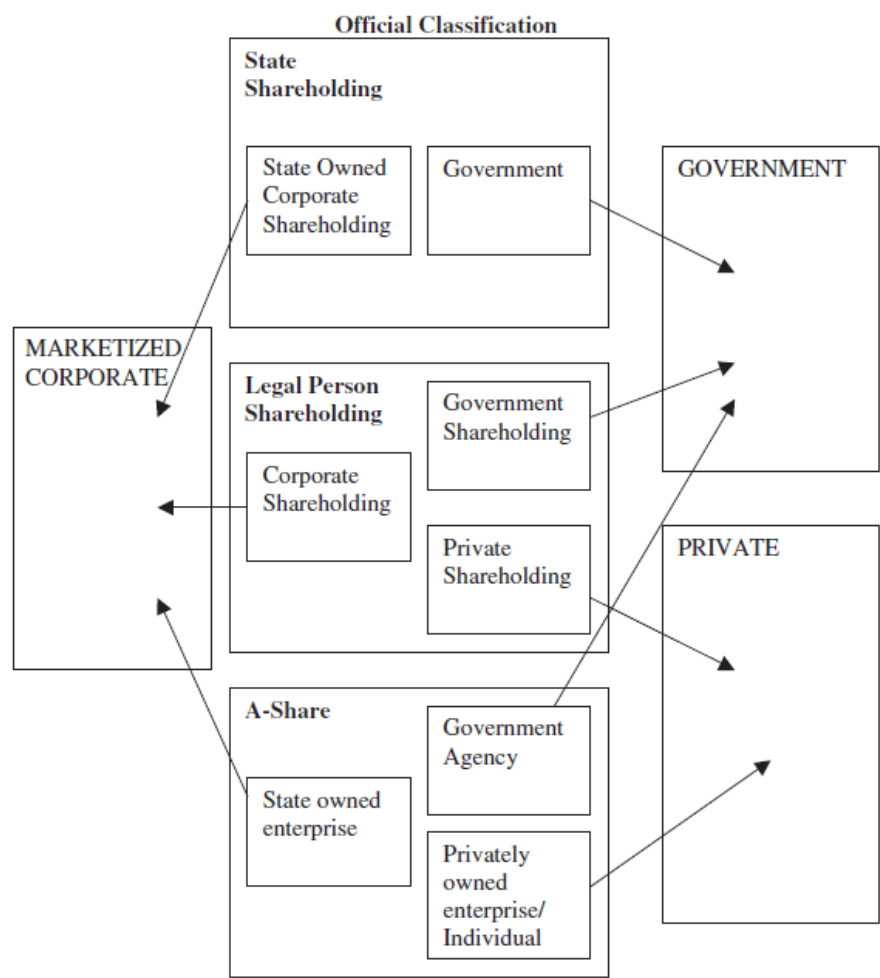 Official Classification
State
Shareholding
State Owned
Corporate
Shareholding
Government
GOVERNMENT
MARKETIZED
CORPORATE
Legal Person
Shareholding
Government
Shareholding
Corporate
Shareholding
Private
Shareholding
PRIVATE
A-Share
Government
Agency
State owned
enterprise
Privately
owned
enterprise/
Individual